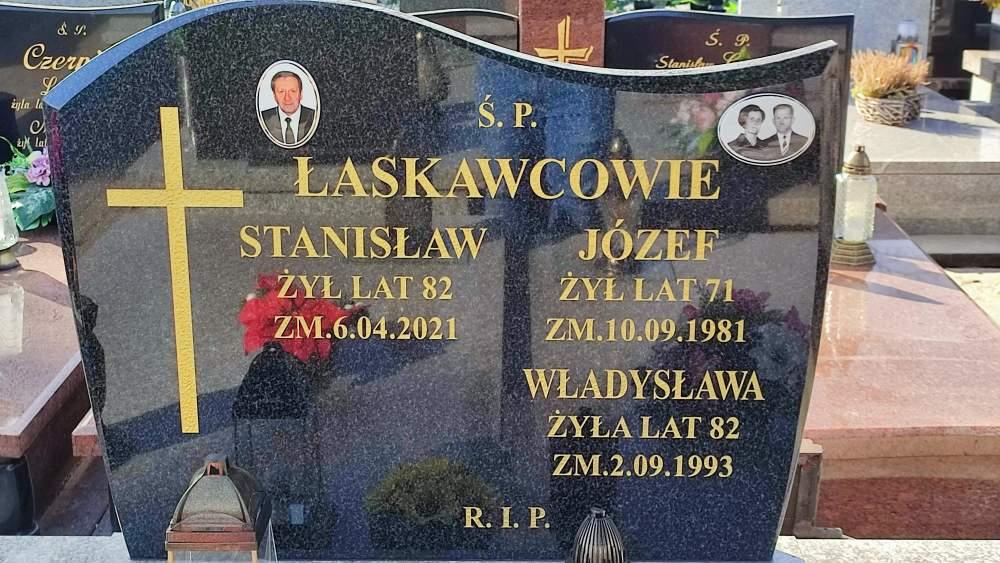 Ś. P.
ŁASKAWCOWIE
STANISŁAW
ŻYŁ LAT 82
ZM.6.04.2021
JÓZEF
ŻYŁ LAT 71
ZM.10.09.1981
WŁADYSŁAWA
ŻYŁA LAT 82
ZM.2.09.1993
R. I. P.
Ś. P.
Ś. P.
Stanisław